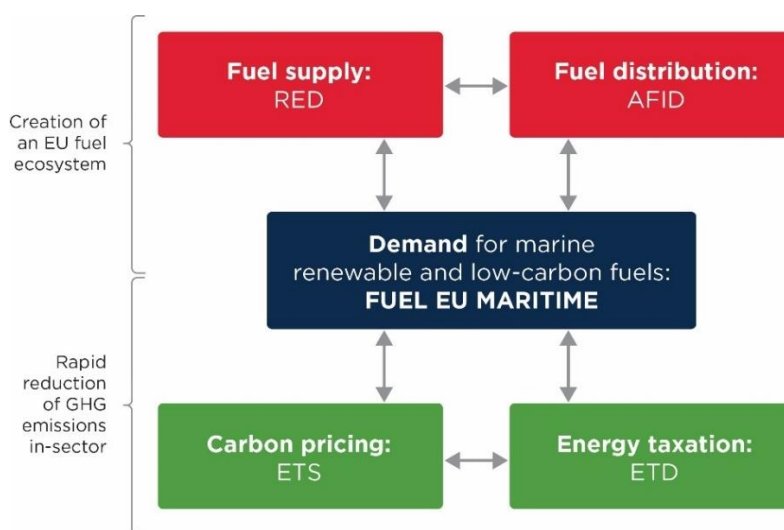 Fuel supply:
RED
Fuel distribution:
AFID
Creation of
an EU fuel
ecosystem
Demand for marine
renewable and low-carbon fuels:
FUEL EU MARITIME
Rapid
reduction
of GHG
emissions
in-sector
Carbon pricing:
ETS
Energy taxation:
ETD